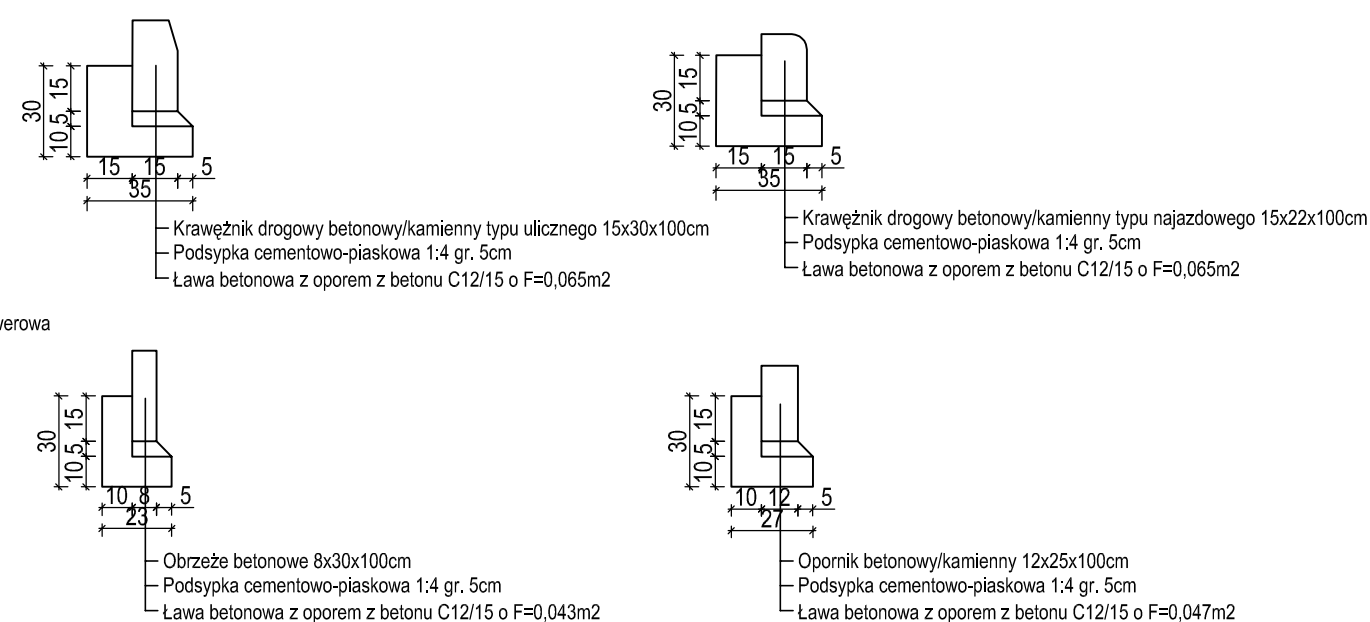 30
15
5
10
15 15 5
35
Krawężnik drogowy betonowy/kamienny typu ulicznego 15x30x100cm
Podsypka cementowo-piaskowa 1:4 gr. 5cm
Ława betonowa z oporem z betonu C12/15 o F=0,065m2
30
15
5
10
15 15 5
35
Krawężnik drogowy betonowy/kamienny typu najazdowego 15x22x100cm
Podsypka cementowo-piaskowa 1:4 gr. 5cm
Ława betonowa z oporem z betonu C12/15 o F=0,065m2
werowa
30
15
5
10
10 8 5
23
Obrzeże betonowe 8x30x100cm
Podsypka cementowo-piaskowa 1:4 gr. 5cm
Ława betonowa z oporem z betonu C12/15 o F=0,043m2
30
15
5
10
10 12 5
27
Opornik betonowy/kamienny 12x25x100cm
Podsypka cementowo-piaskowa 1:4 gr. 5cm
Ława betonowa z oporem z betonu C12/15 o F=0,047m2